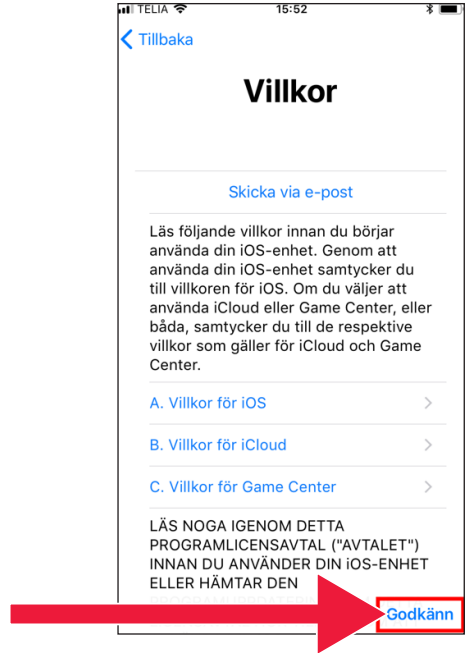 TELIA 15:52
Tillbaka
Villkor
Skicka via e-post
Läs följande villkor innan du börjar
använda din iOS-enhet. Genom att
använda din iOS-enhet samtycker du
till villkoren för iOS. Om du väljer att
använda iCloud eller Game Center, eller
båda, samtycker du till de respektive
villkor som gäller för iCloud och Game
Center.
A. Villkor för iOS
B. Villkor för iCloud
C. Villkor för Game Center
LÄS NOGA IGENOM DETTA
PROGRAMLICENSAVTAL ("AVTALET")
INNAN DU ANVÄNDER DIN iOS-ENHET
ELLER HÄMTAR DEN
Godkänn